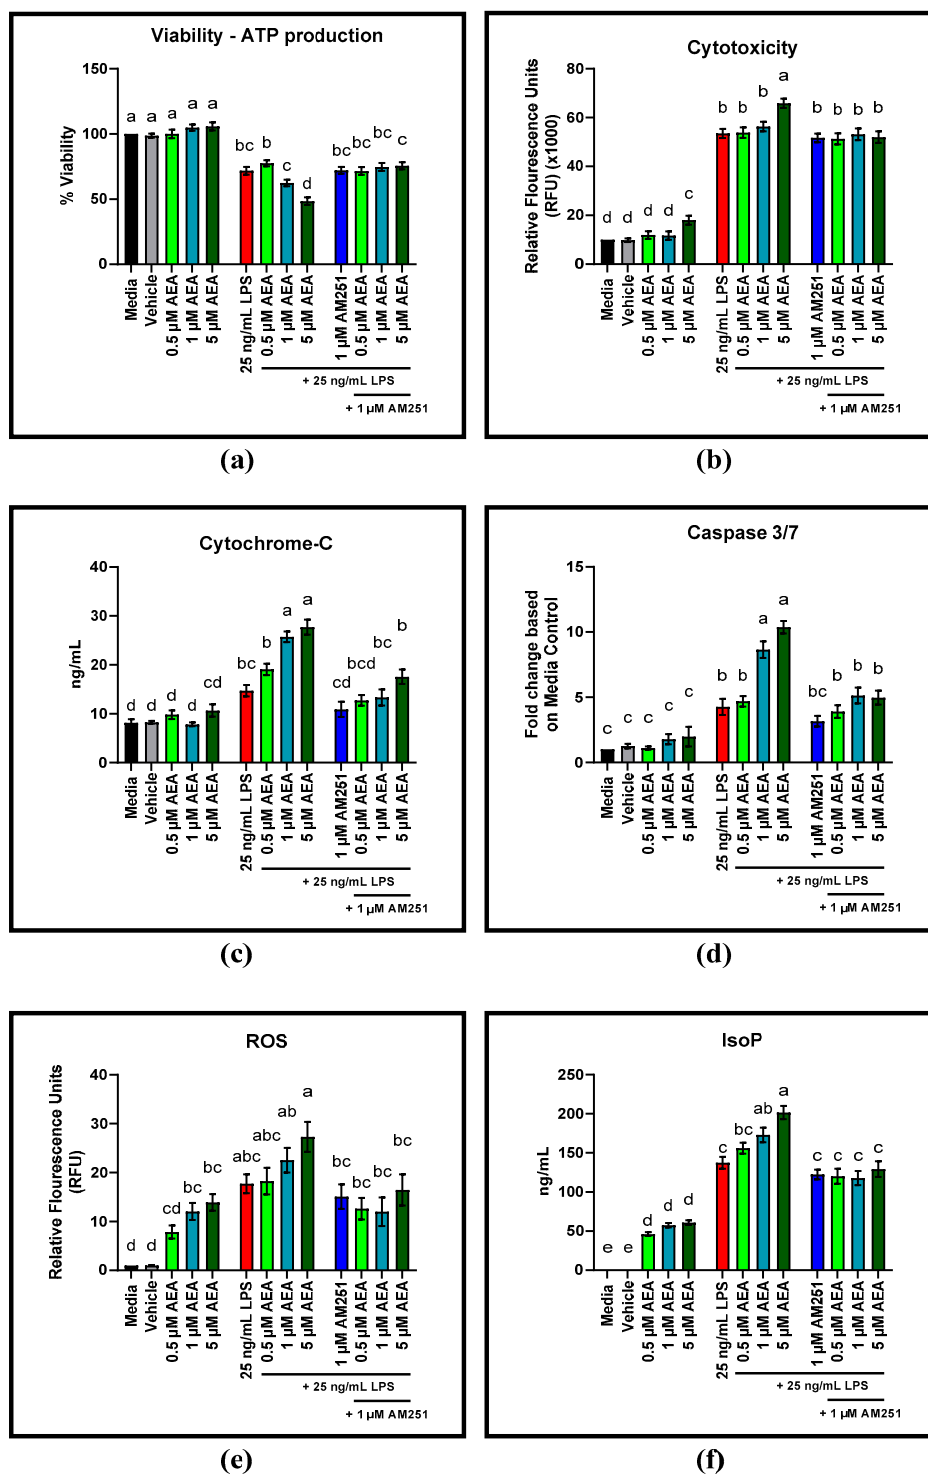 Viability - ATP production
% Viability
150
100
50
0
a a a a a
bc b c d
bc bc bc c
Media
Vehicle
0.5 µM AEA
1 µM AEA
5 µM AEA
25 ng/mL LPS
0.5 µM AEA
1 µM AEA
5 µM AEA
1 µM AM251
0.5 µM AEA
1 µM AEA
5 µM AEA
+ 25 ng/mL LPS
+ 1 µM AM251
(a)
Cytotoxicity
Relative Flourescence Units
(RFU) (x1000)
80
60
40
20
0
d d d d c
b b b a
b b b b
Media
Vehicle
0.5 µM AEA
1 µM AEA
5 µM AEA
25 ng/mL LPS
0.5 µM AEA
1 µM AEA
5 µM AEA
1 µM AM251
0.5 µM AEA
1 µM AEA
5 µM AEA
+ 25 ng/mL LPS
+ 1 µM AM251
(b)
Cytochrome-C
ng/mL
40
30
20
10
0
d d d d cd
bc b a a
cd bcd bc b
Media
Vehicle
0.5 µM AEA
1 µM AEA
5 µM AEA
25 ng/mL LPS
0.5 µM AEA
1 µM AEA
5 µM AEA
1 µM AM251
0.5 µM AEA
1 µM AEA
5 µM AEA
+ 25 ng/mL LPS
+ 1 µM AM251
(c)
Caspase 3/7
Fold change based
on Media Control
15
10
5
0
c c c c c
b b a a
bc b b b
Media
Vehicle
0.5 µM AEA
1 µM AEA
5 µM AEA
25 ng/mL LPS
0.5 µM AEA
1 µM AEA
5 µM AEA
1 µM AM251
0.5 µM AEA
1 µM AEA
5 µM AEA
+ 25 ng/mL LPS
+ 1 µM AM251
(d)
ROS
Relative Flourescence Units
(RFU)
40
30
20
10
0
d d cd bc bc
abc abc ab a
bc bc bc bc
Media
Vehicle
0.5 µM AEA
1 µM AEA
5 µM AEA
25 ng/mL LPS
0.5 µM AEA
1 µM AEA
5 µM AEA
1 µM AM251
0.5 µM AEA
1 µM AEA
5 µM AEA
+ 25 ng/mL LPS
+ 1 µM AM251
(e)
IsoP
ng/mL
250
200
150
100
50
0
e e d d d
c bc ab a
c c c c
Media
Vehicle
0.5 µM AEA
1 µM AEA
5 µM AEA
25 ng/mL LPS
0.5 µM AEA
1 µM AEA
5 µM AEA
1 µM AM251
0.5 µM AEA
1 µM AEA
5 µM AEA
+ 25 ng/mL LPS
+ 1 µM AM251
(f)